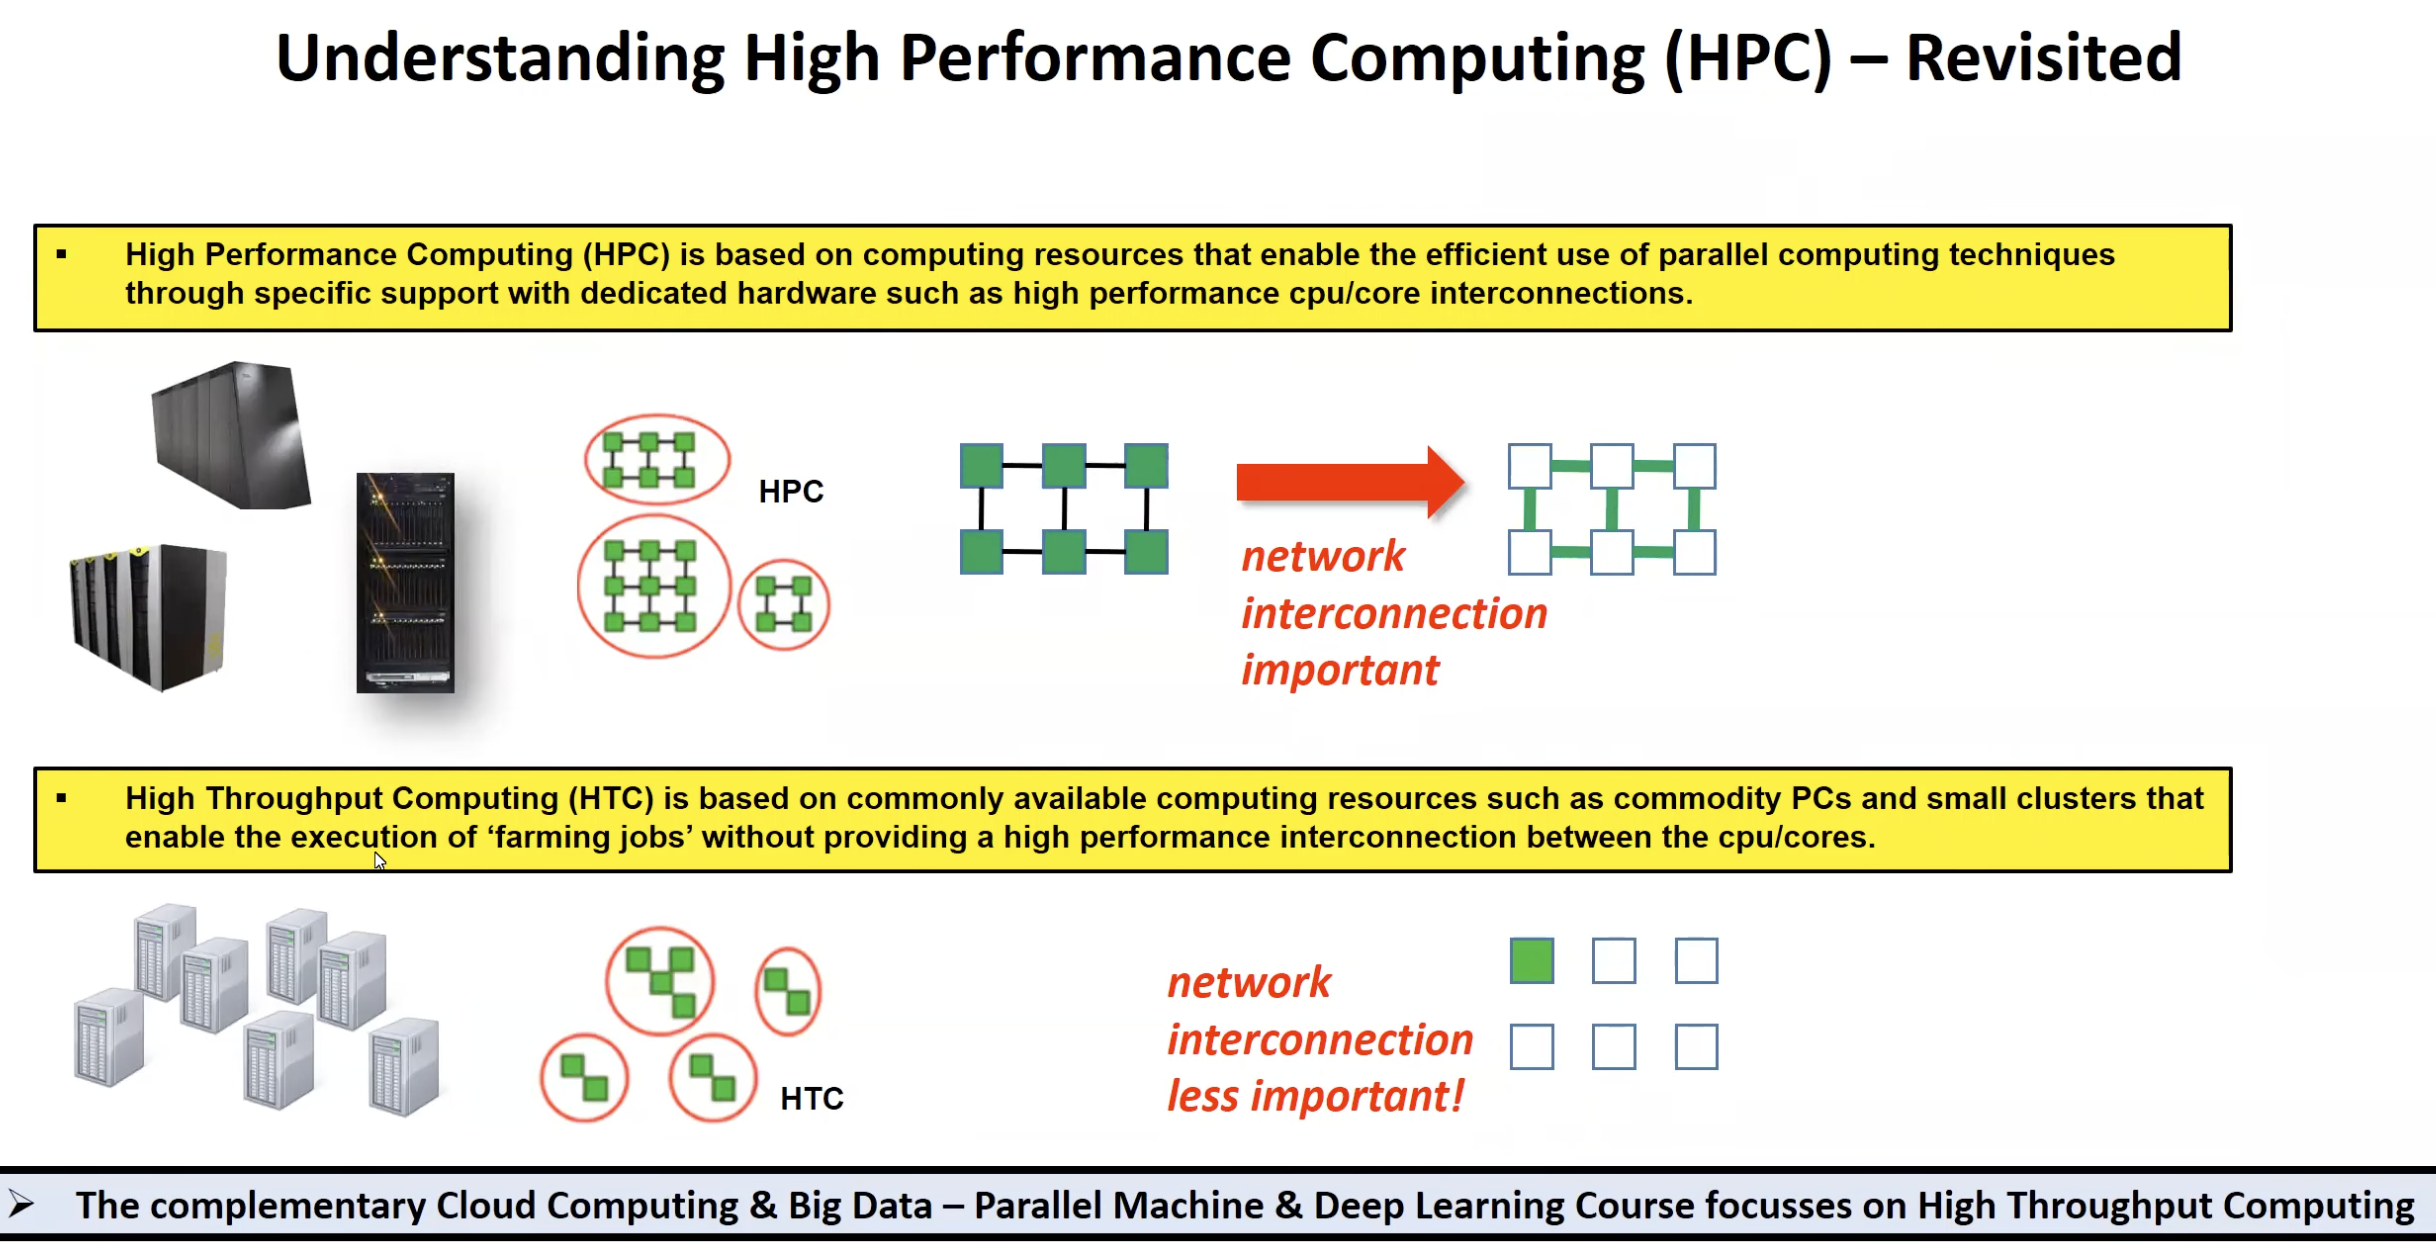 Understanding High Performance Computing (HPC) – Revisited
▪ High Performance Computing (HPC) is based on computing resources that enable the efficient use of parallel computing techniques
through specific support with dedicated hardware such as high performance cpu/core interconnections.
HPC
network
interconnection
important
▪ High Throughput Computing (HTC) is based on commonly available computing resources such as commodity PCs and small clusters that
enable the execution of ‘farming jobs’ without providing a high performance interconnection between the cpu/cores.
HTC
network
interconnection
less important!
➢ The complementary Cloud Computing & Big Data – Parallel Machine & Deep Learning Course focusses on High Throughput Computing